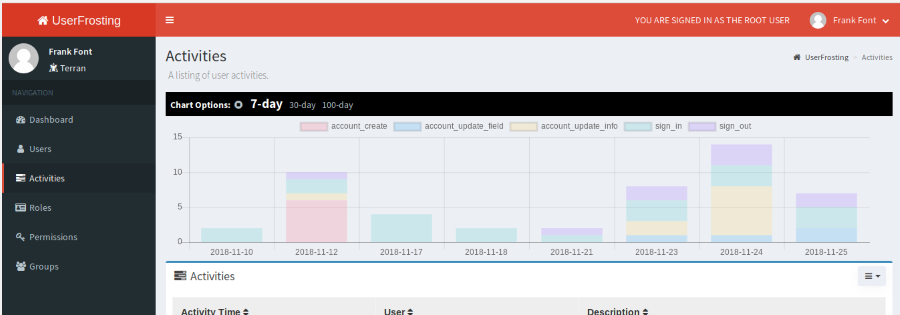 UserFrosting
YOU ARE SIGNED IN AS THE ROOT USER
Frank Font
Frank Font
Terran
NAVIGATION
Dashboard
Users
Activities
Roles
Permissions
Groups
Activities
A listing of user activities.
UserFrosting > Activities
Chart Options: 7-day 30-day 100-day
account_create account_update_field account_update_info sign_in sign_out
15
10
5
0
2018-11-10 2018-11-12 2018-11-17 2018-11-18 2018-11-21 2018-11-23 2018-11-24 2018-11-25
Activities
Activity Time User Description